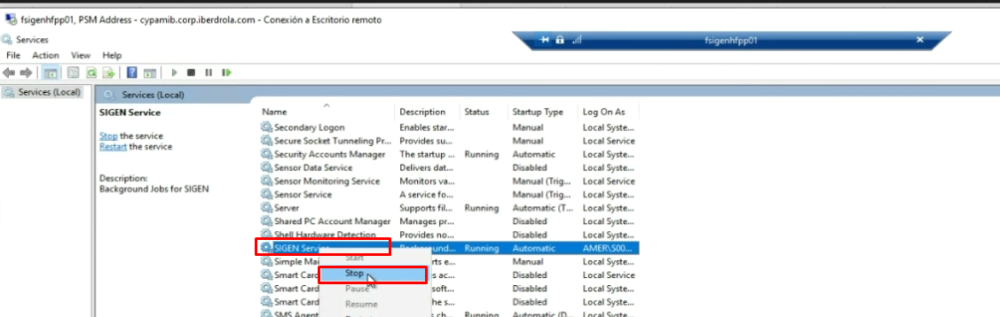 fsigenhfpp01, PSM Address - cypamib.corp.iberdrola.com - Conexión a Escritorio remoto
Services
fsigenhfpp01
File Action View Help
Services (Local)
Services (Local)
SIGEN Service
Stop the service
Restart the service
Description:
Background Jobs for SIGEN
Name Description Status Startup Type Log On As
Secondary Logon Enables star... Manual Local Syste...
Secure Socket Tunneling Pr... Provides su... Manual Local Service
Security Accounts Manager The startup ... Running Automatic Local Syste...
Sensor Data Service Delivers dat... Disabled Local Syste...
Sensor Monitoring Service Monitors va... Manual (Trig... Local Service
Sensor Service A service fo... Manual (Trig... Local Syste...
Server Supports fil... Running Automatic (T... Local Syste...
Shared PC Account Manager Manages pr... Disabled Local Syste...
Shell Hardware Detection Provides no... Disabled Local Syste...
SIGEN Service Background... Running Automatic AMER\S00...
Simple Mai rts e... Manual Local Syste...
Smart Card s ac... Disabled Local Service
Smart Card soft... Disabled Local Syste...
Smart Card he s... Disabled Local Syste...
SMS Agent s ch... Running Automatic (D... Local Syste...
Start
Stop
Pause
Resume